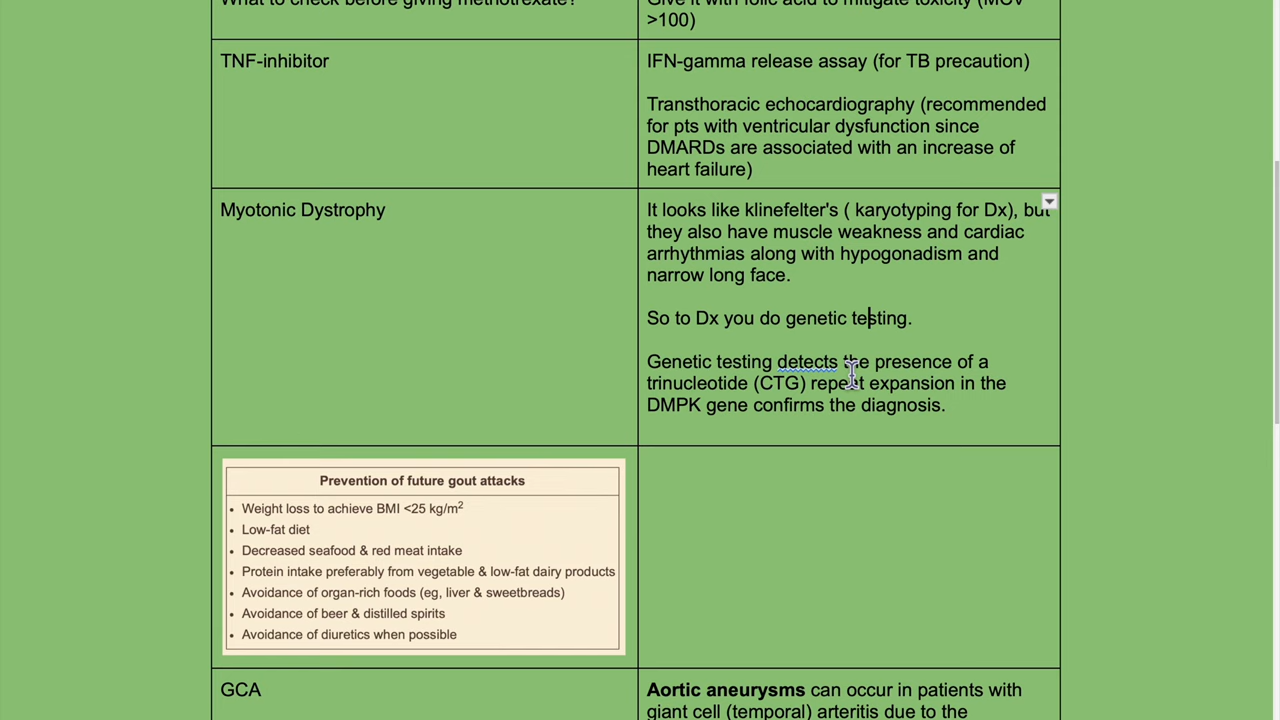 What to check before giving methotrexate?
Give it with folic acid to mitigate toxicity (MCV
>100)
TNF-inhibitor
IFN-gamma release assay (for TB precaution)
Transthoracic echocardiography (recommended
for pts with ventricular dysfunction since
DMARDs are associated with an increase of
heart failure)
Myotonic Dystrophy
It looks like klinefelter's ( karyotyping for Dx), but
they also have muscle weakness and cardiac
arrhythmias along with hypogonadism and
narrow long face.
So to Dx you do genetic testing.
Genetic testing detects the presence of a
trinucleotide (CTG) repeat expansion in the
DMPK gene confirms the diagnosis.
Prevention of future gout attacks
• Weight loss to achieve BMI <25 kg/m²
• Low-fat diet
• Decreased seafood & red meat intake
• Protein intake preferably from vegetable & low-fat dairy products
• Avoidance of organ-rich foods (eg, liver & sweetbreads)
• Avoidance of beer & distilled spirits
• Avoidance of diuretics when possible
GCA
Aortic aneurysms can occur in patients with
giant cell (temporal) arteritis due to the